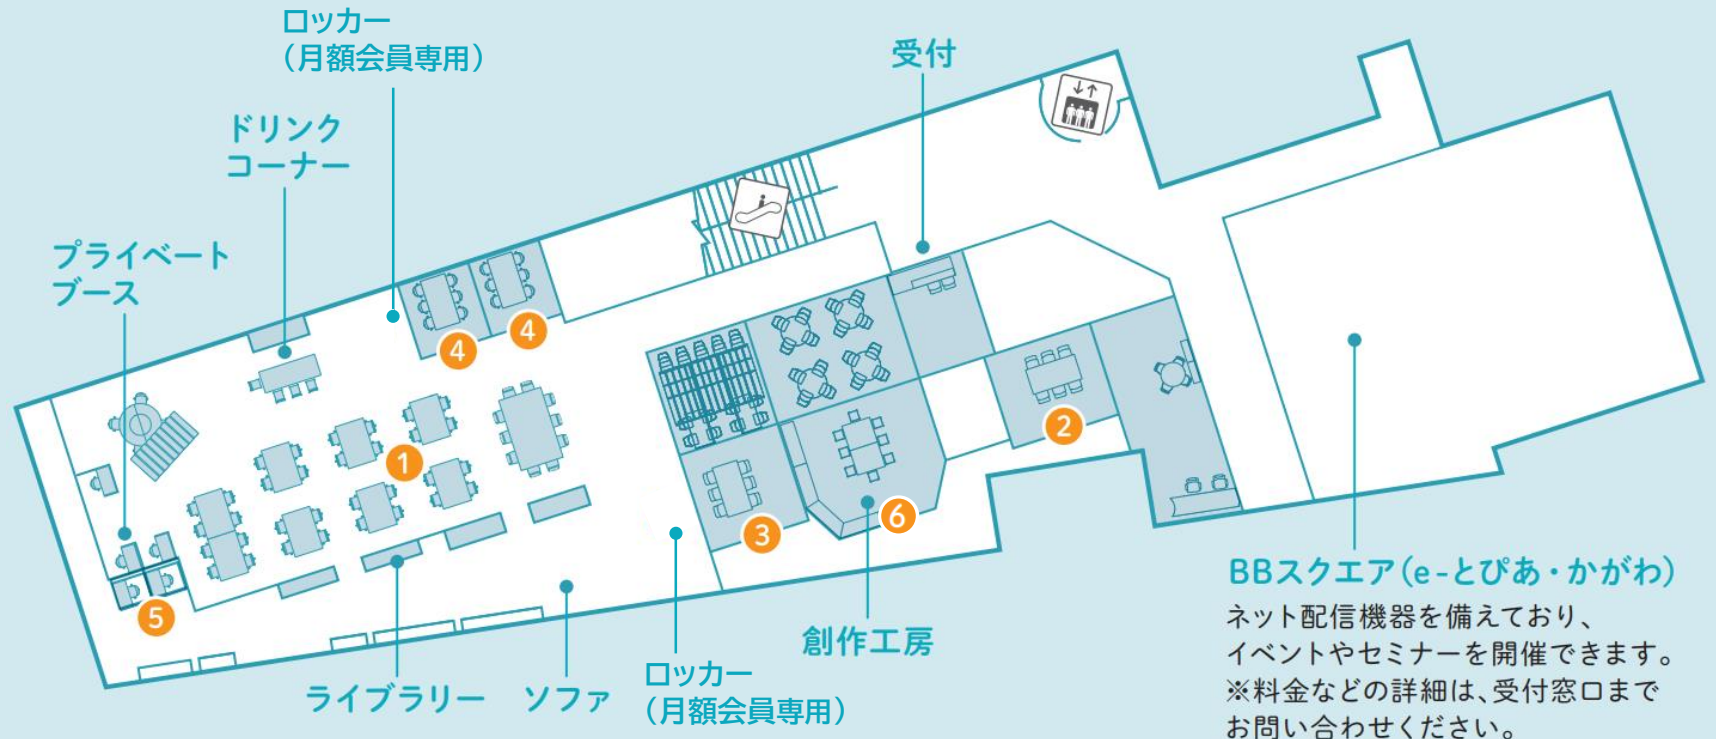 ロッカー
（月額会員専用）
受付
ドリンク
コーナー
プライベート
ブース
4
4
1
2
3
6
5
BBスクエア（e-とぴあ・かがわ）
ネット配信機器を備えており、
イベントやセミナーを開催できます。
※料金などの詳細は、受付窓口まで
お問い合わせください。
創作工房
ライブラリー
ソファ
ロッカー
（月額会員専用）